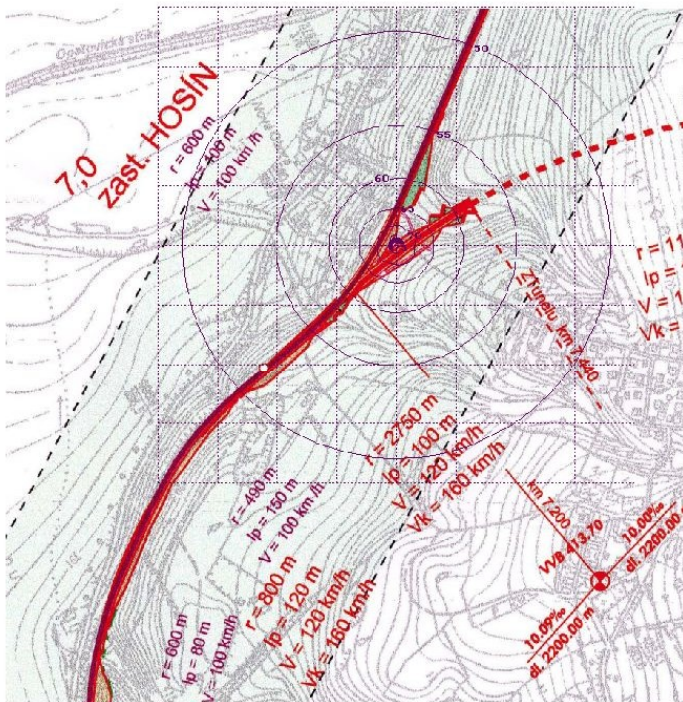 50
55
60
7,0
zast. HOSÍN
r = 600 m
lp = 400 m
V = 100 km/h
r = 11
lp = 1
V = 1
Vk =
Z Tunelu km 7,440
r = 2750 m
lp = 100 m
V = 120 km/h
Vk = 160 km/h
r = 490 m
lp = 150 m
V = 100 km /h
r = 800 m
lp = 120 m
V = 120 km/h
Vk = 160 km/h
r = 600 m
lp = 80 m
V = 100 km/h
km 7,200
VVB 413.70
10.00‰
dl. 2200.00 m
10.09‰
dl. 2200.00 m